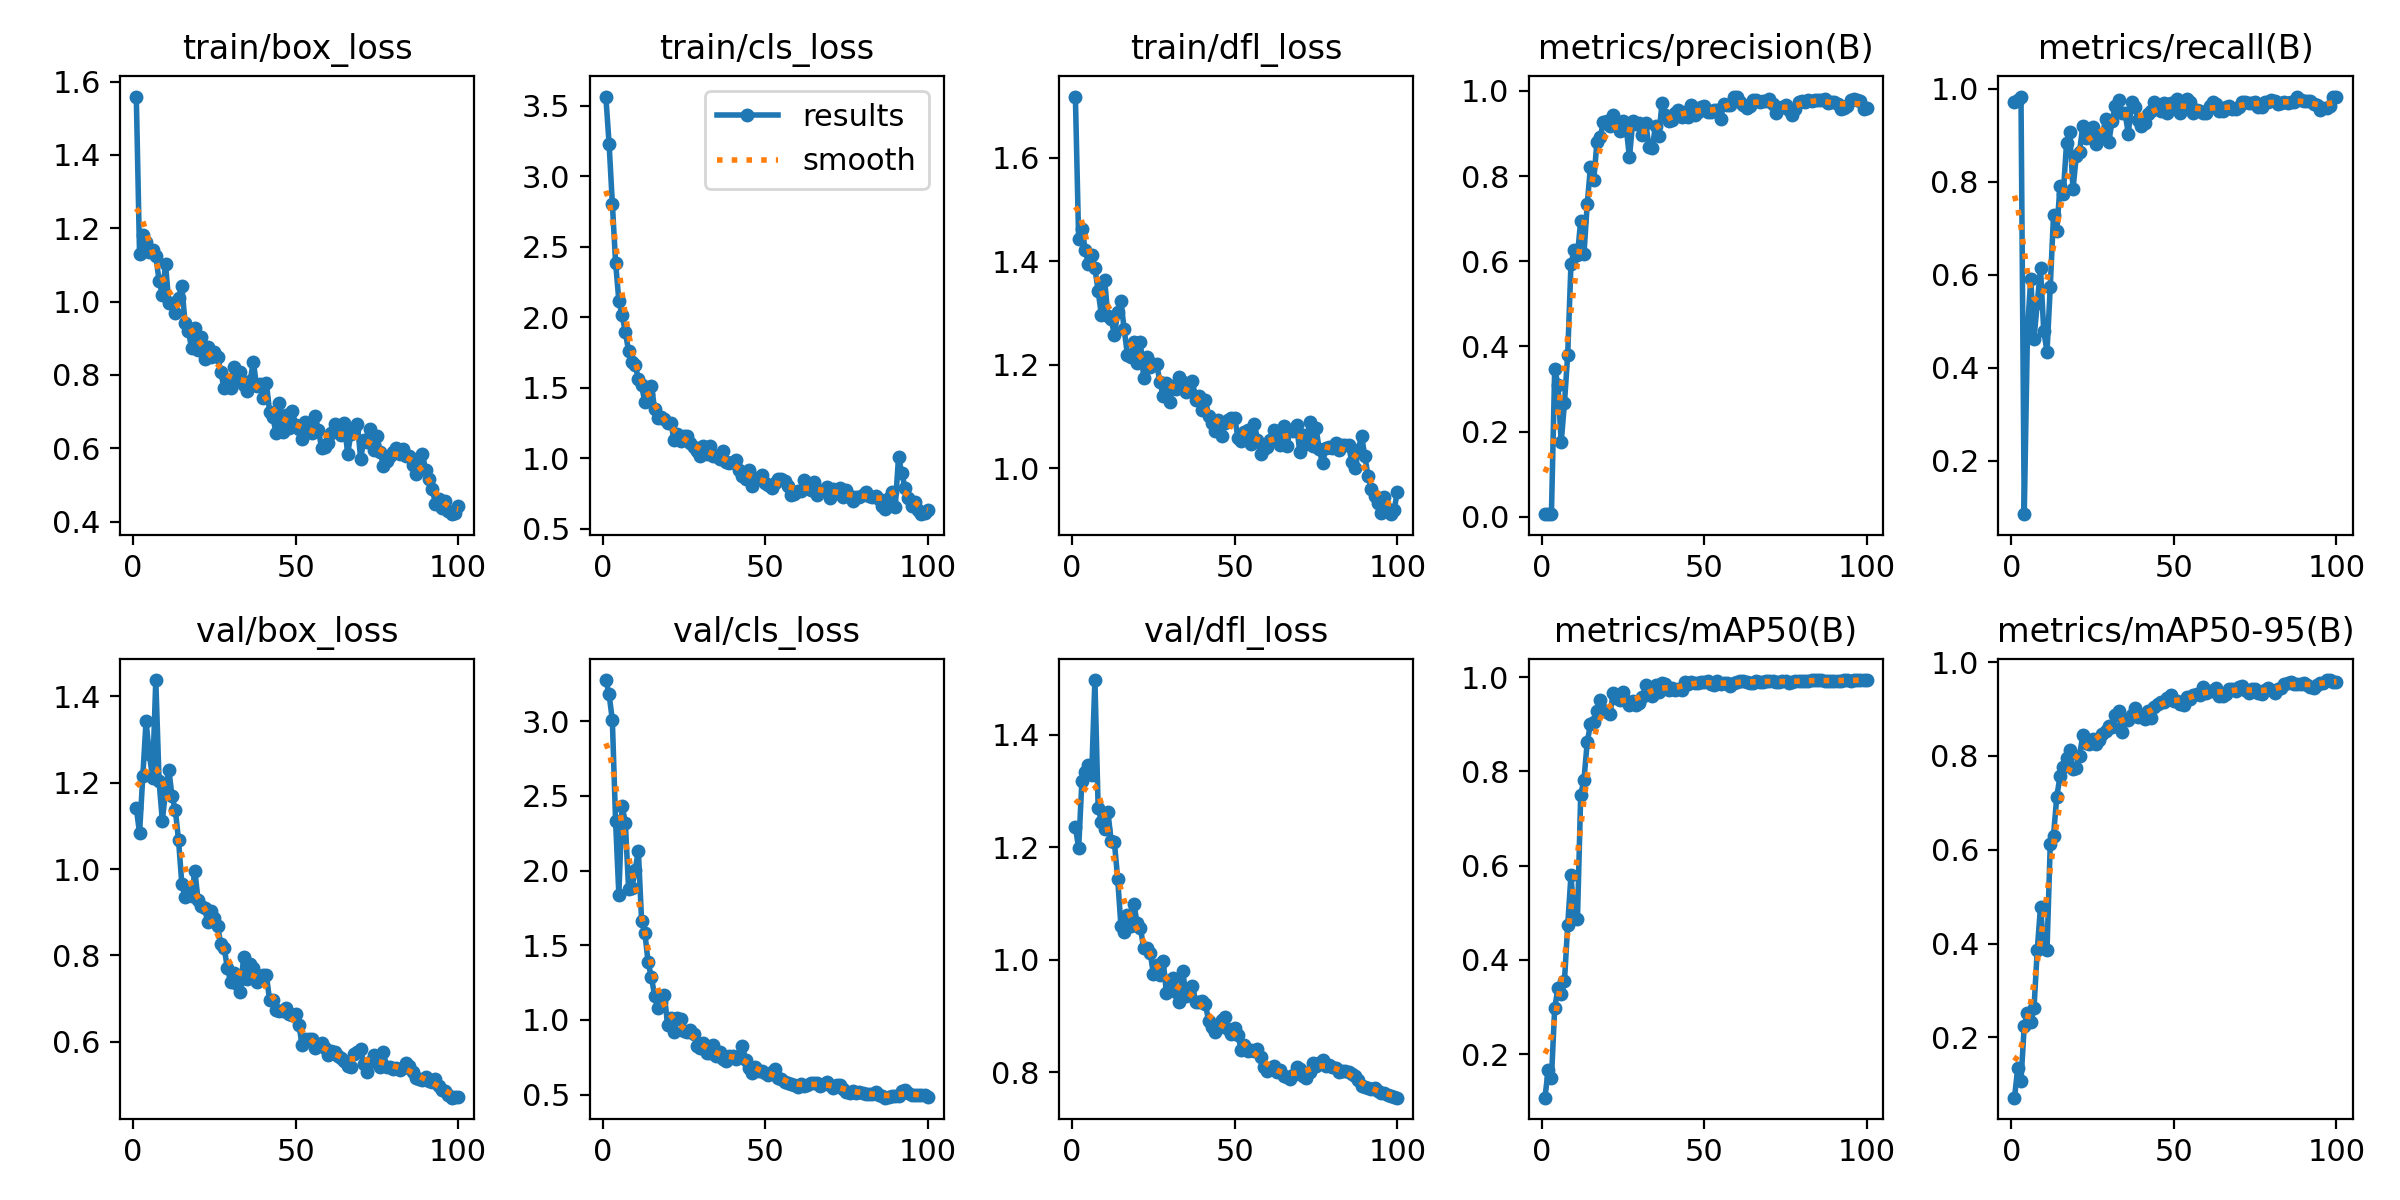 train/box_loss
1.6
1.4
1.2
1.0
0.8
0.6
0.4
0 50 100
train/cls_loss
results
smooth
3.5
3.0
2.5
2.0
1.5
1.0
0.5
0 50 100
train/dfl_loss
1.6
1.4
1.2
1.0
0 50 100
metrics/precision(B)
1.0
0.8
0.6
0.4
0.2
0.0
0 50 100
metrics/recall(B)
1.0
0.8
0.6
0.4
0.2
0 50 100
val/box_loss
1.4
1.2
1.0
0.8
0.6
0 50 100
val/cls_loss
3.0
2.5
2.0
1.5
1.0
0.5
0 50 100
val/dfl_loss
1.4
1.2
1.0
0.8
0 50 100
metrics/mAP50(B)
1.0
0.8
0.6
0.4
0.2
0 50 100
metrics/mAP50-95(B)
1.0
0.8
0.6
0.4
0.2
0 50 100